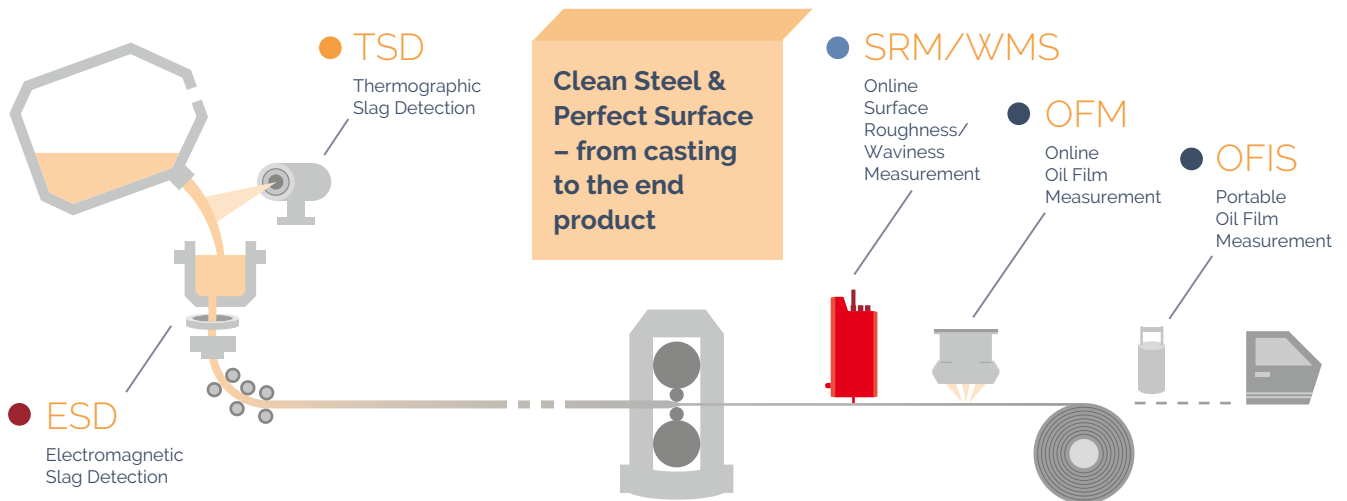 TSD
Thermographic
Slag Detection
Clean Steel &
Perfect Surface
– from casting
to the end
product
SRM/WMS
Online
Surface
Roughness/
Waviness
Measurement
OFM
Online
Oil Film
Measurement
OFIS
Portable
Oil Film
Measurement
ESD
Electromagnetic
Slag Detection